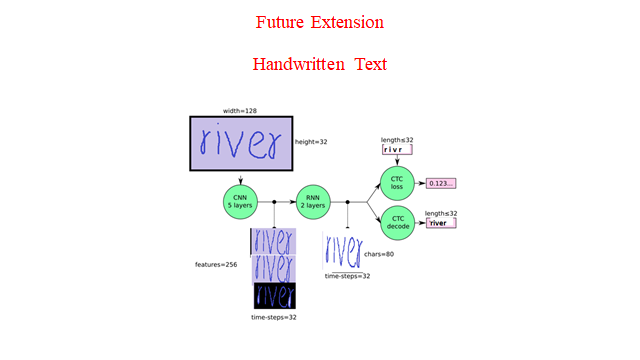 Future Extension
Handwritten Text
width=128
river
height=32
length≤32
rivr
CNN
5 layers
RNN
2 layers
CTC
loss
0.123...
CTC
decode
length≤32
"river
river
river
river
features=256
time-steps=32
river
chars=80
time-steps=32